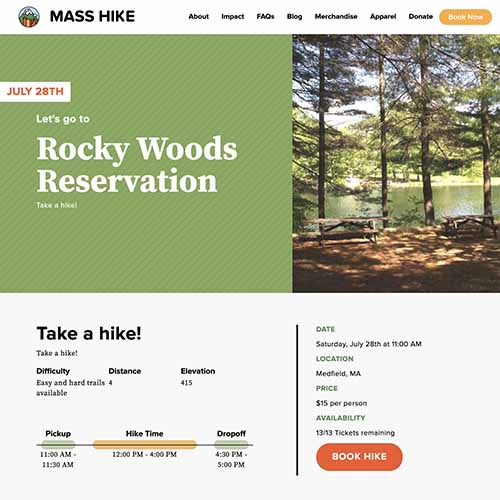 MASS HIKE
About Impact FAQs Blog Merchandise Apparel Donate Book Now
JULY 28TH
Let's go to
Rocky Woods
Reservation
Take a hike!
Take a hike!
Take a hike!
Difficulty Distance Elevation
Easy and hard trails 4 415
available
Pickup Hike Time Dropoff
11:00 AM - 12:00 PM - 4:00 PM 4:30 PM -
11:30 AM 5:00 PM
DATE
Saturday, July 28th at 11:00 AM
LOCATION
Medfield, MA
PRICE
$15 per person
AVAILABILITY
13/13 Tickets remaining
BOOK HIKE